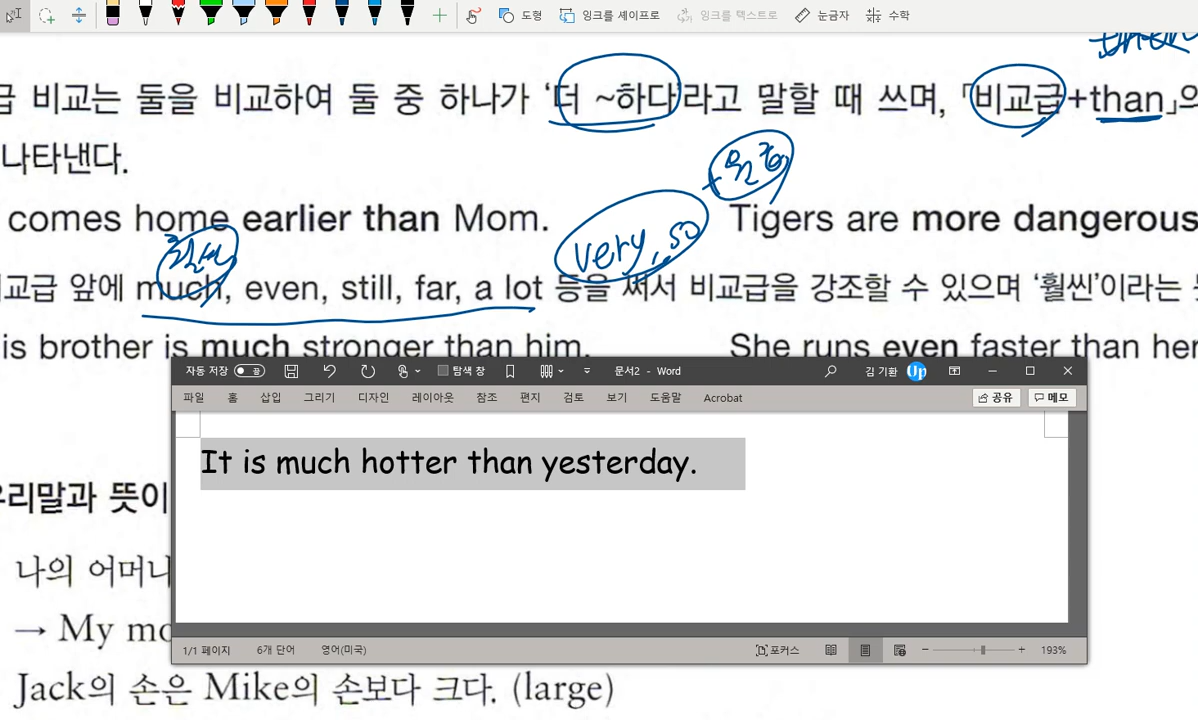 도형 잉크를 셰이프로 잉크를 텍스트로 눈금자 수학
급 비교는 둘을 비교하여 둘 중 하나가 ‘더 ~하다’라고 말할 때 쓰며, 「비교급+than」의
나타낸다.
+원급
comes home earlier than Mom. Tigers are more dangerous
훨씬 very, so
비교급 앞에 much, even, still, far, a lot 등을 써서 비교급을 강조할 수 있으며 ‘훨씬’이라는 뜻
is brother is much stronger than him. She runs even faster than her
자동 저장 끌 탐색 창 문서2 - Word 김 기환
파일 홈 삽입 그리기 디자인 레이아웃 참조 편지 검토 보기 도움말 Acrobat 공유 메모
It is much hotter than yesterday.
우리말과 뜻이
나의 어머니
→ My mo
1/1 페이지 6개 단어 영어(미국) 포커스 193%
Jack의 손은 Mike의 손보다 크다. (large)